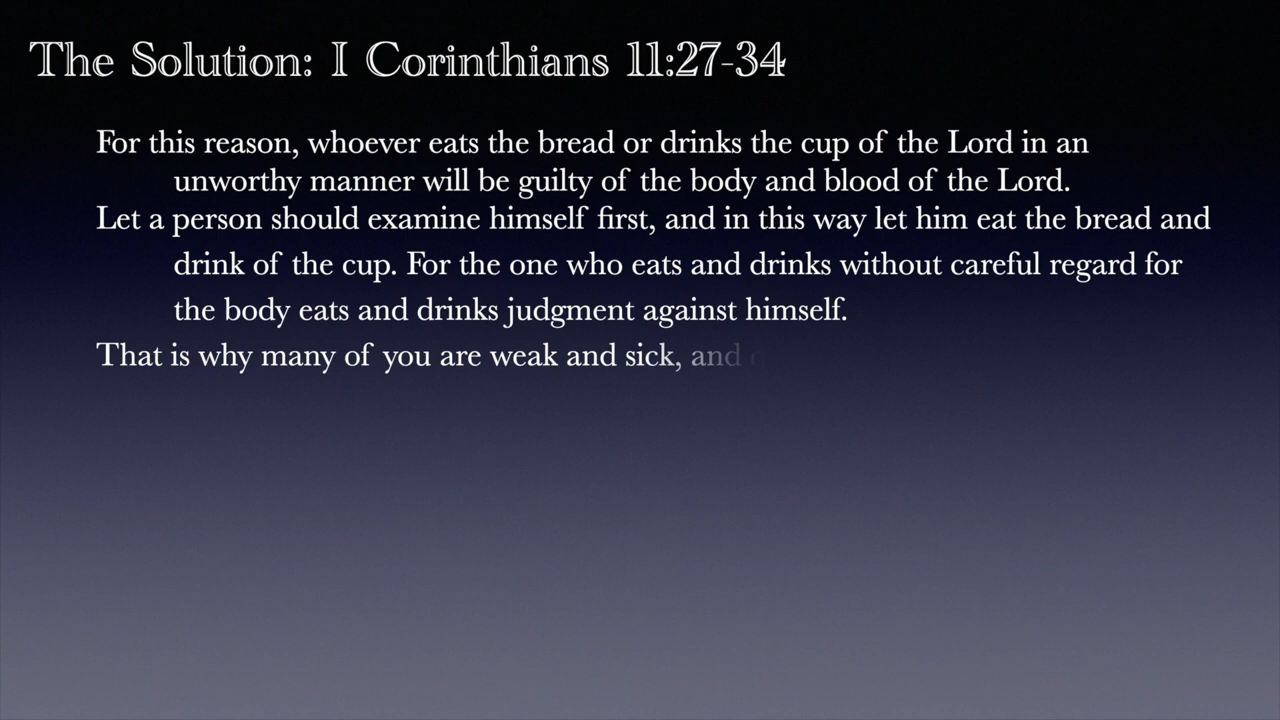 The Solution: I Corinthians 11:27-34
For this reason, whoever eats the bread or drinks the cup of the Lord in an
unworthy manner will be guilty of the body and blood of the Lord.
Let a person should examine himself first, and in this way let him eat the bread and
drink of the cup. For the one who eats and drinks without careful regard for
the body eats and drinks judgment against himself.
That is why many of you are weak and sick, and